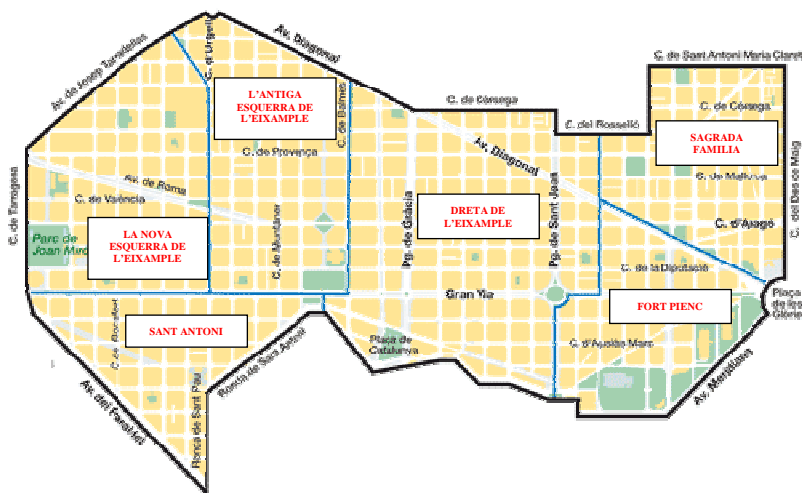 Av. de Josep Tarradellas
C. d'Urgell
Av. Diagonal
C. de Sant Antoni Maria Claret
L'ANTIGA
ESQUERRA DE
L'EIXAMPLE
C. de Balmes
C. de Còrsega
C. de Còrsega
C. del Rosselló
SAGRADA
FAMILIA
C. de Provença
Av. Diagonal
C. de Mallorca
Av. de Roma
C. de València
C. de Tarragona
Pg. de Gràcia
DRETA DE
L'EIXAMPLE
Pg. de Sant Joan
C. d'Aragó
LA NOVA
ESQUERRA DE
L'EIXAMPLE
Parc de
Joan Miró
C. de Muntaner
C. de la Diputació
Gran Via
FORT PIENC
Plaça
de les
SANT ANTONI
C. de Rocafort
Ronda de Sant Antoni
Plaça de
Catalunya
C. d'Ausiàs Marc
Av. Meridiana
Av. del Paral·lel
Ronda de Sant Pau